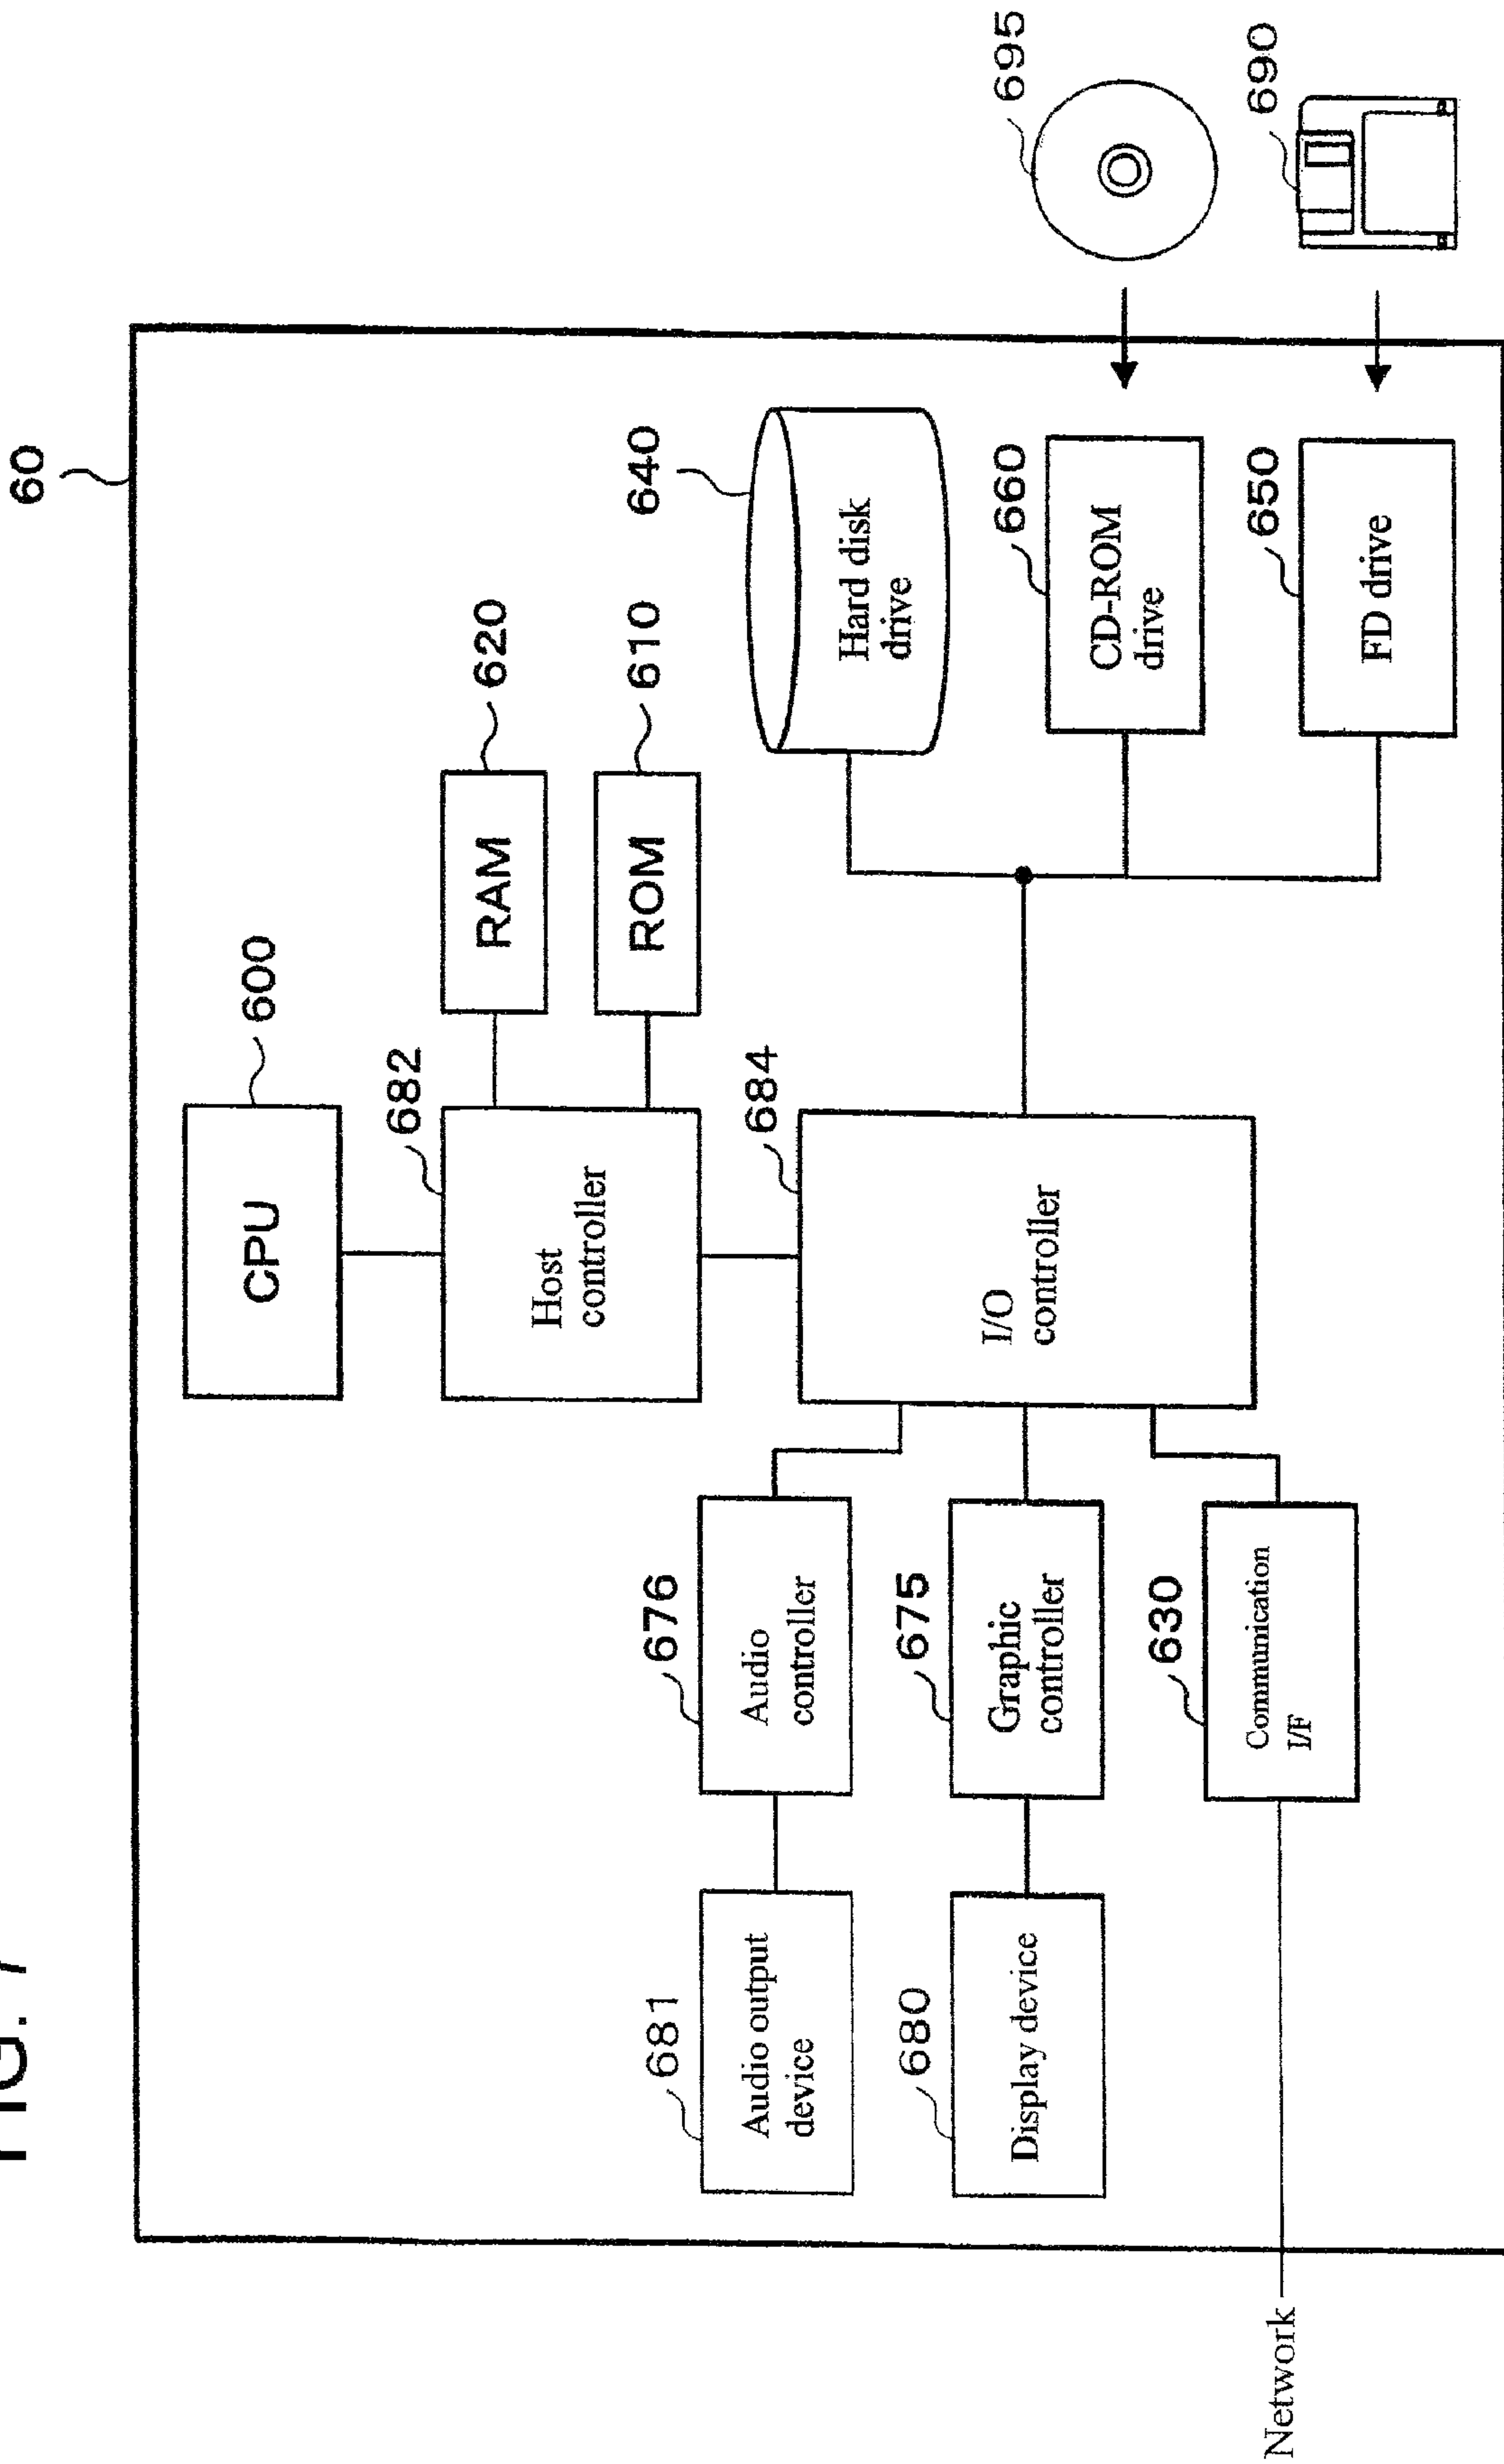 FIG. 7
60
CPU
600
682
Host
controller
RAM
620
ROM
610
684
I/O
controller
640
Hard disk
drive
660
CD-ROM
drive
695
650
FD drive
690
676
Audio
controller
681
Audio output
device
675
Graphic
controller
680
Display device
630
Communication
I/F
Network